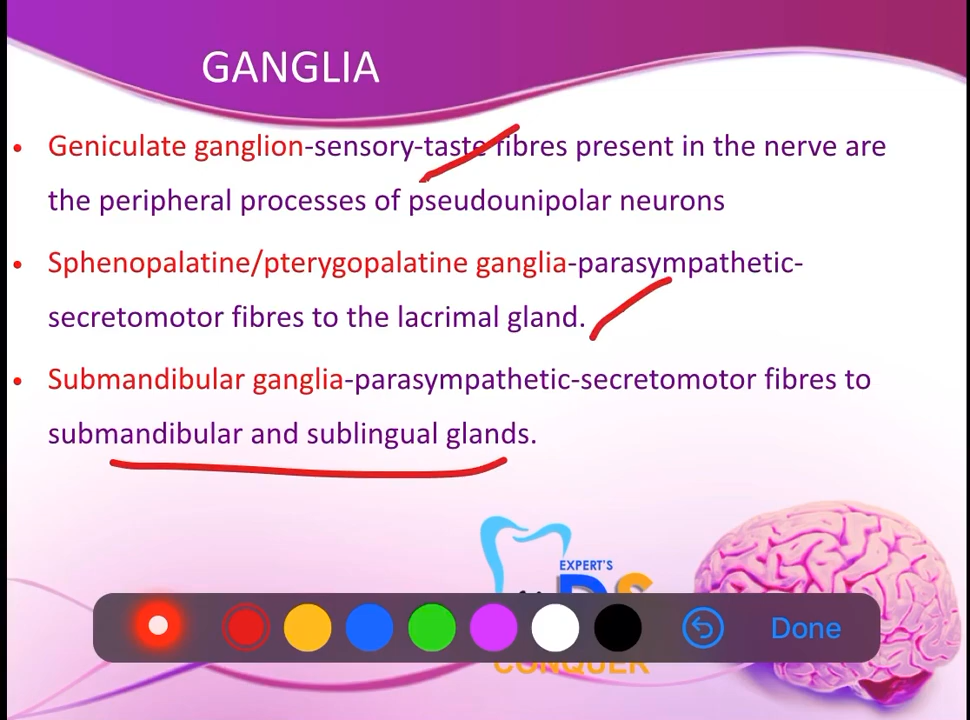 GANGLIA
• Geniculate ganglion-sensory-taste fibres present in the nerve are
the peripheral processes of pseudounipolar neurons
• Sphenopalatine/pterygopalatine ganglia-parasympathetic-
secretomotor fibres to the lacrimal gland.
• Submandibular ganglia-parasympathetic-secretomotor fibres to
submandibular and sublingual glands.
EXPERT'S
Done
CONQUER